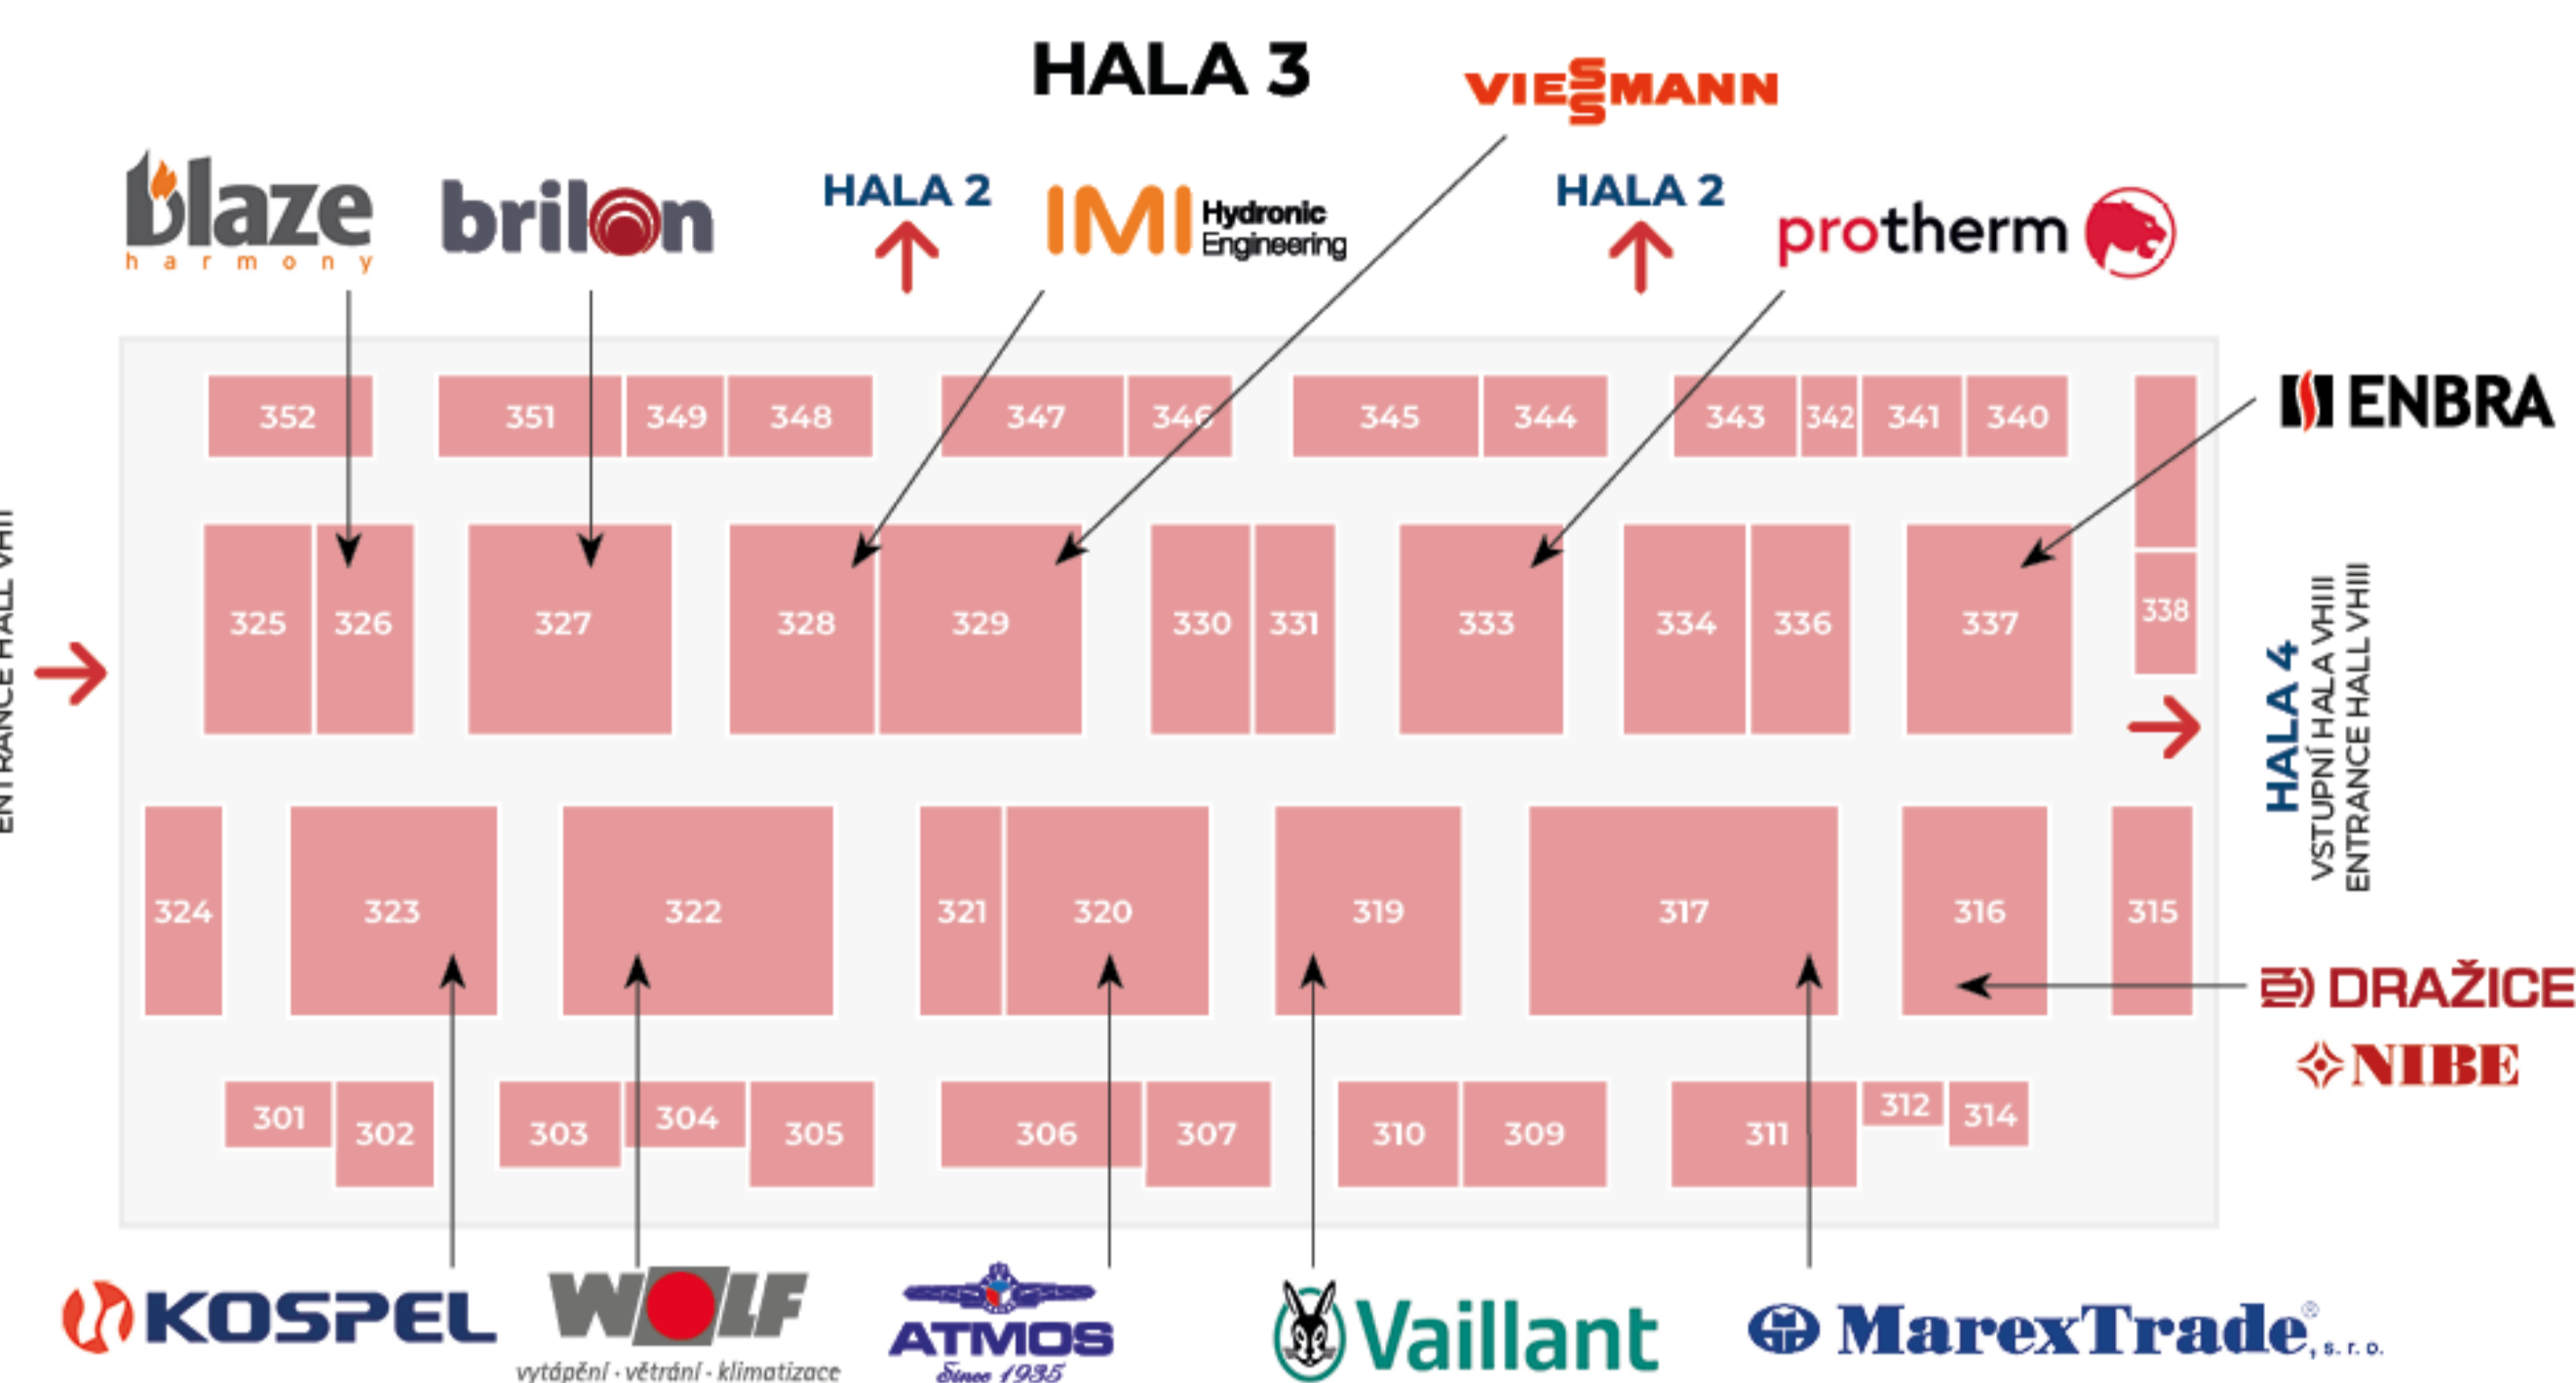 HALA 3
VIESSMANN
blaze
harmony
brilon
HALA 2
IMI Hydronic
Engineering
HALA 2
protherm
ENBRA
352
351
349
348
347
346
345
344
343
342
341
340
325
326
327
328
329
330
331
333
334
336
337
338
ENTRANCE HALL VHII
HALA 4
VSTUPNÍ HALA VHIII
ENTRANCE HALL VHIII
324
323
322
321
320
319
317
316
315
DRAŽICE
NIBE
301
302
303
304
305
306
307
310
309
311
312
314
KOSPEL
WOLF
vytápění · větrání · klimatizace
ATMOS
Since 1935
Vaillant
MarexTrade®, s. r. o.